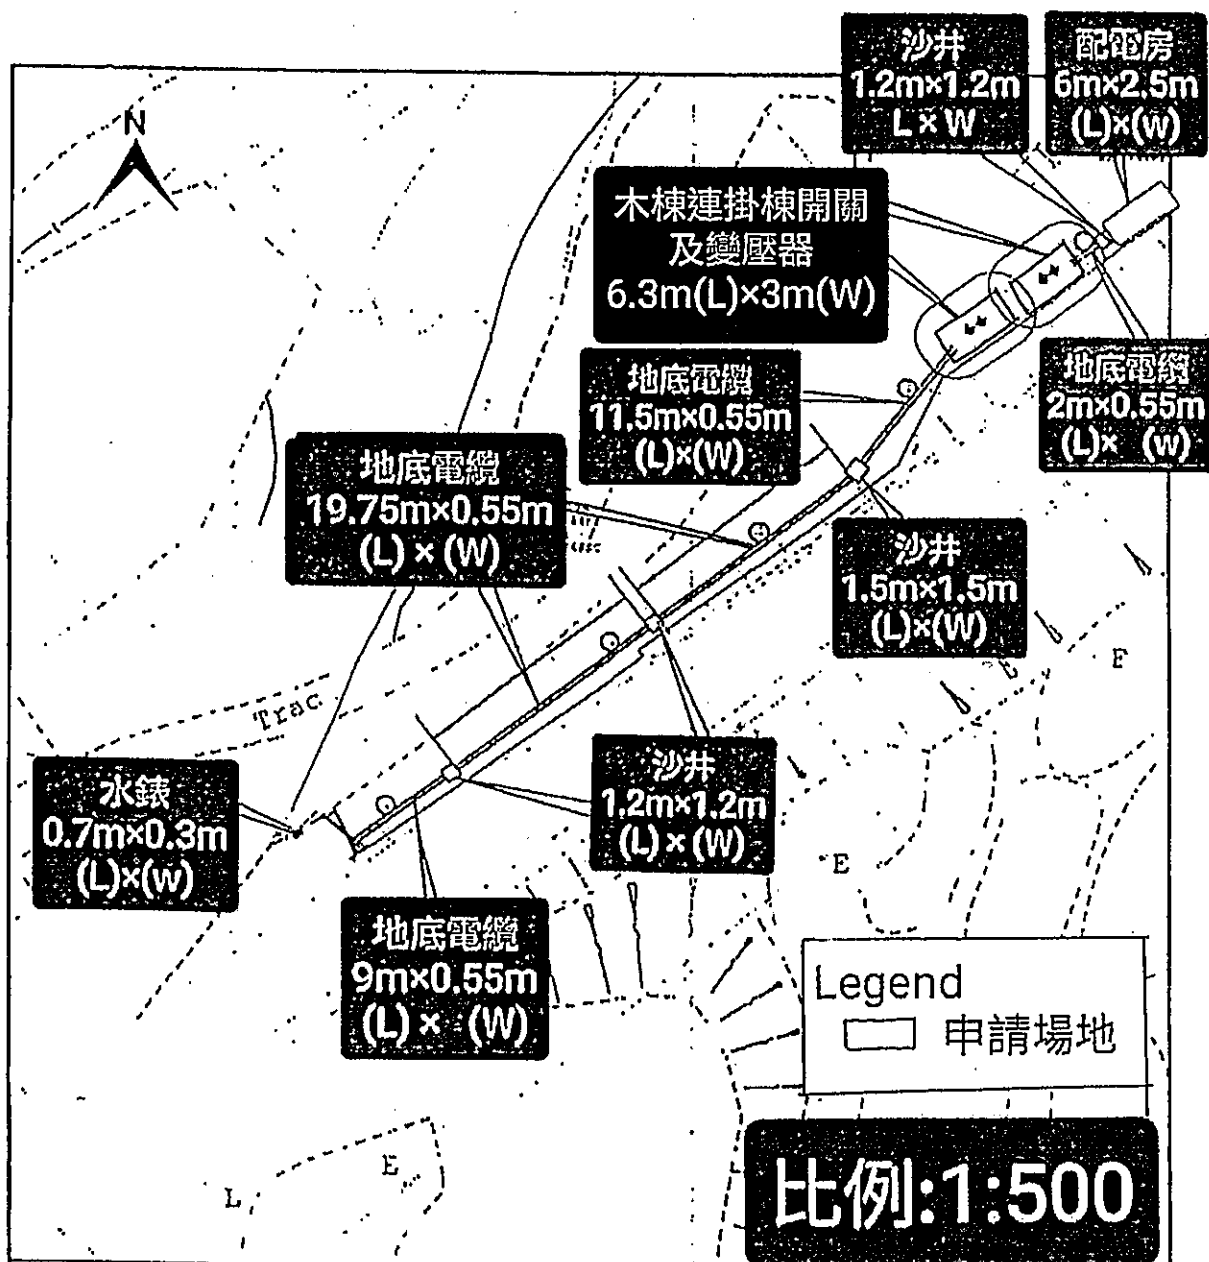 沙井
1.2m×1.2m
L×W
配電房
6m×2.5m
(L)×(w)
N
木棟連掛棟開關
及變壓器
6.3m(L)×3m(W)
地底電纜
11.5m×0.55m
(L)×(W)
地底電纜
2m×0.55m
(L)× (w)
地底電纜
19.75m×0.55m
(L)×(W)
沙井
1.5m×1.5m
(L)×(W)
Trac
水錶
0.7m×0.3m
(L)×(w)
沙井
1.2m×1.2m
(L)×(W)
地底電纜
9m×0.55m
(L)× (W)
E
Legend
申請場地
E
L
比例:1:500